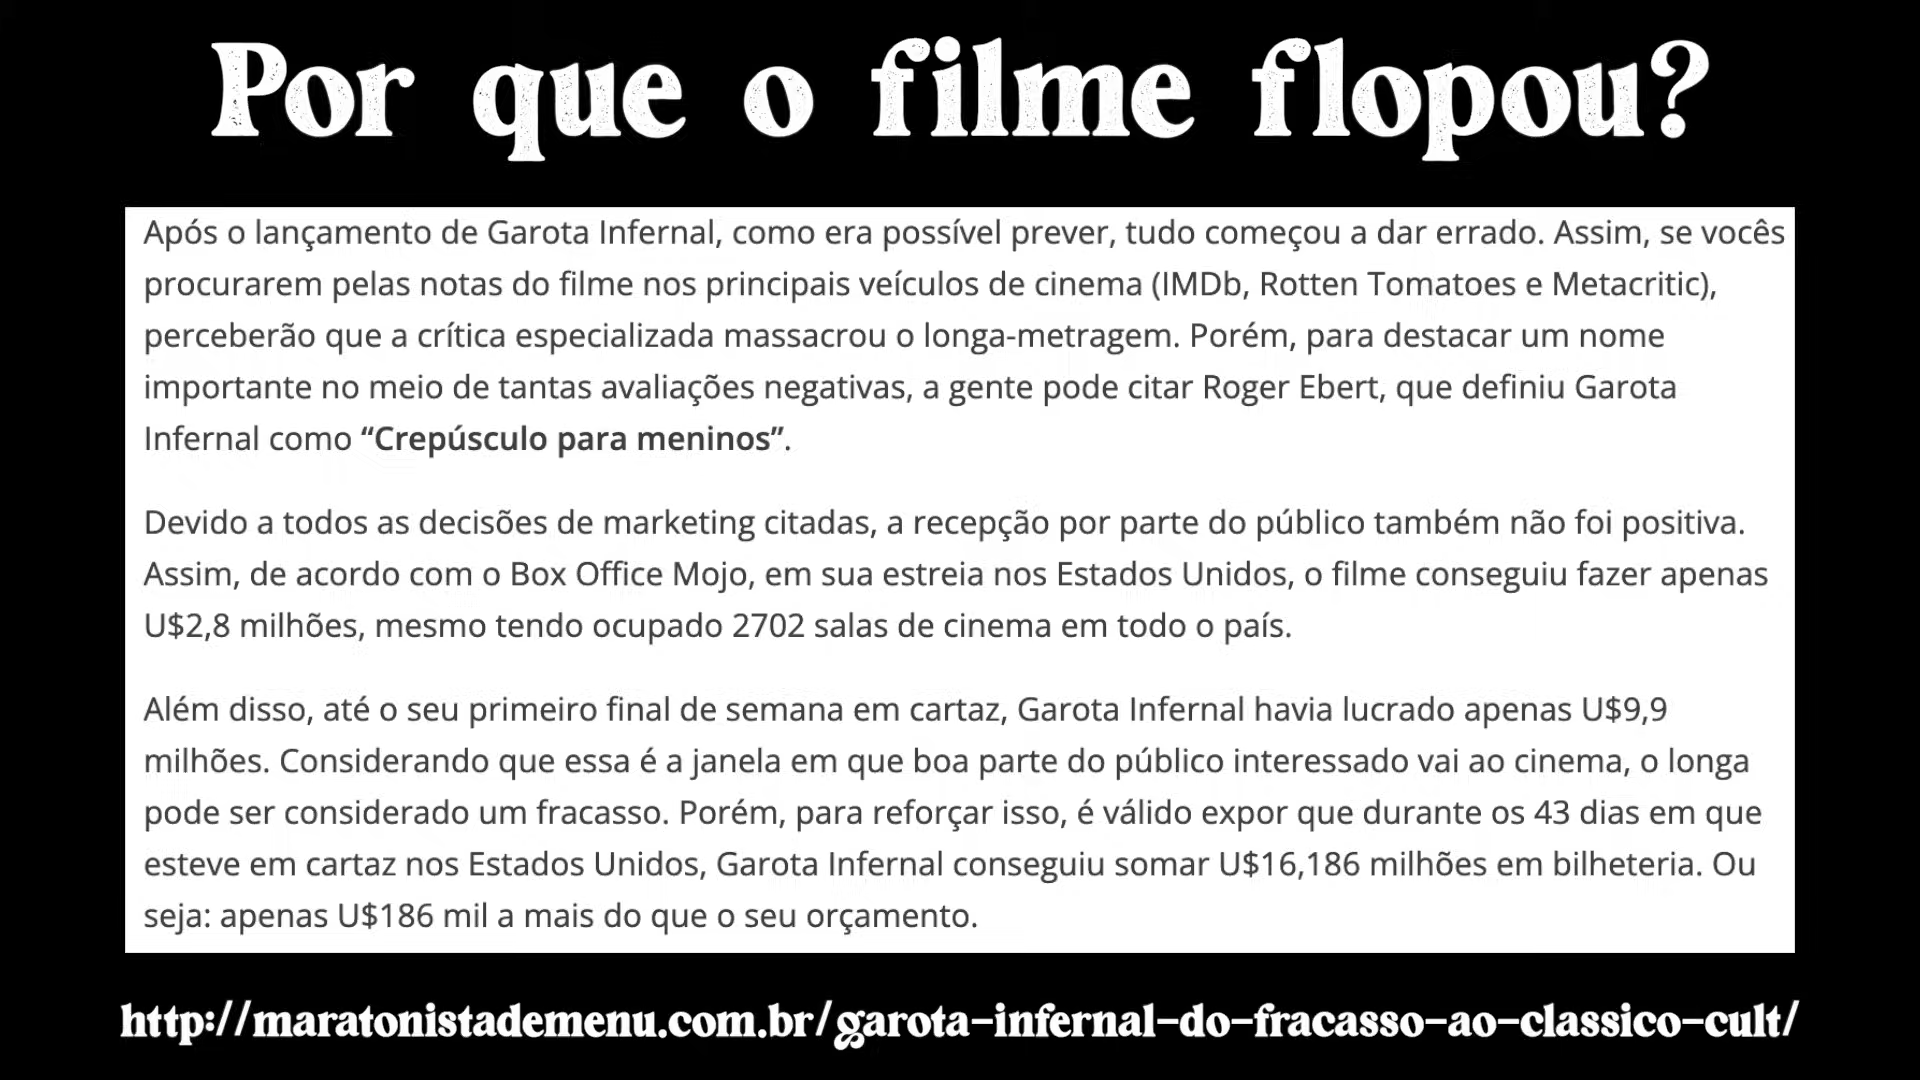 Por que o filme flopou?
Após o lançamento de Garota Infernal, como era possível prever, tudo começou a dar errado. Assim, se vocês
procurarem pelas notas do filme nos principais veículos de cinema (IMDb, Rotten Tomatoes e Metacritic),
perceberão que a crítica especializada massacrou o longa-metragem. Porém, para destacar um nome
importante no meio de tantas avaliações negativas, a gente pode citar Roger Ebert, que definiu Garota
Infernal como “Crepúsculo para meninos”.
Devido a todos as decisões de marketing citadas, a recepção por parte do público também não foi positiva.
Assim, de acordo com o Box Office Mojo, em sua estreia nos Estados Unidos, o filme conseguiu fazer apenas
U$2,8 milhões, mesmo tendo ocupado 2702 salas de cinema em todo o país.
Além disso, até o seu primeiro final de semana em cartaz, Garota Infernal havia lucrado apenas U$9,9
milhões. Considerando que essa é a janela em que boa parte do público interessado vai ao cinema, o longa
pode ser considerado um fracasso. Porém, para reforçar isso, é válido expor que durante os 43 dias em que
esteve em cartaz nos Estados Unidos, Garota Infernal conseguiu somar U$16,186 milhões em bilheteria. Ou
seja: apenas U$186 mil a mais do que o seu orçamento.
http://maratonistademenu.com.br/garota-infernal-do-fracasso-ao-classico-cult/